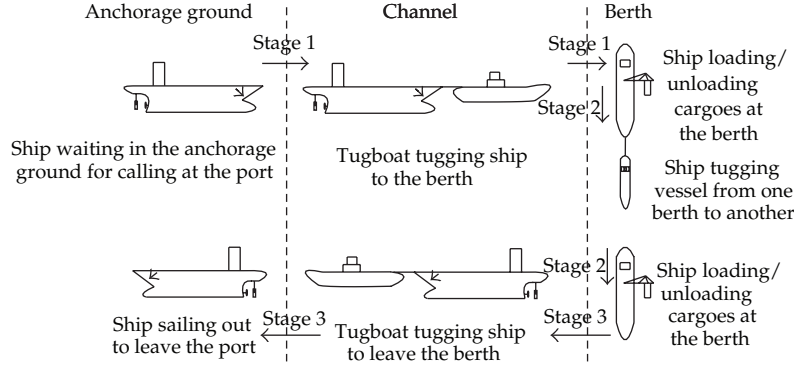 Anchorage ground
Channel
Berth
Stage 1
Stage 1
Stage 2
Ship loading/
unloading
cargoes at
the berth
Ship waiting in the anchorage
ground for calling at the port
Tugboat tugging ship
to the berth
Ship tugging
vessel from one
berth to another
Stage 2
Ship loading/
unloading
cargoes at
the berth
Ship sailing out
to leave the port
Stage 3
Tugboat tugging ship
to leave the berth
Stage 3